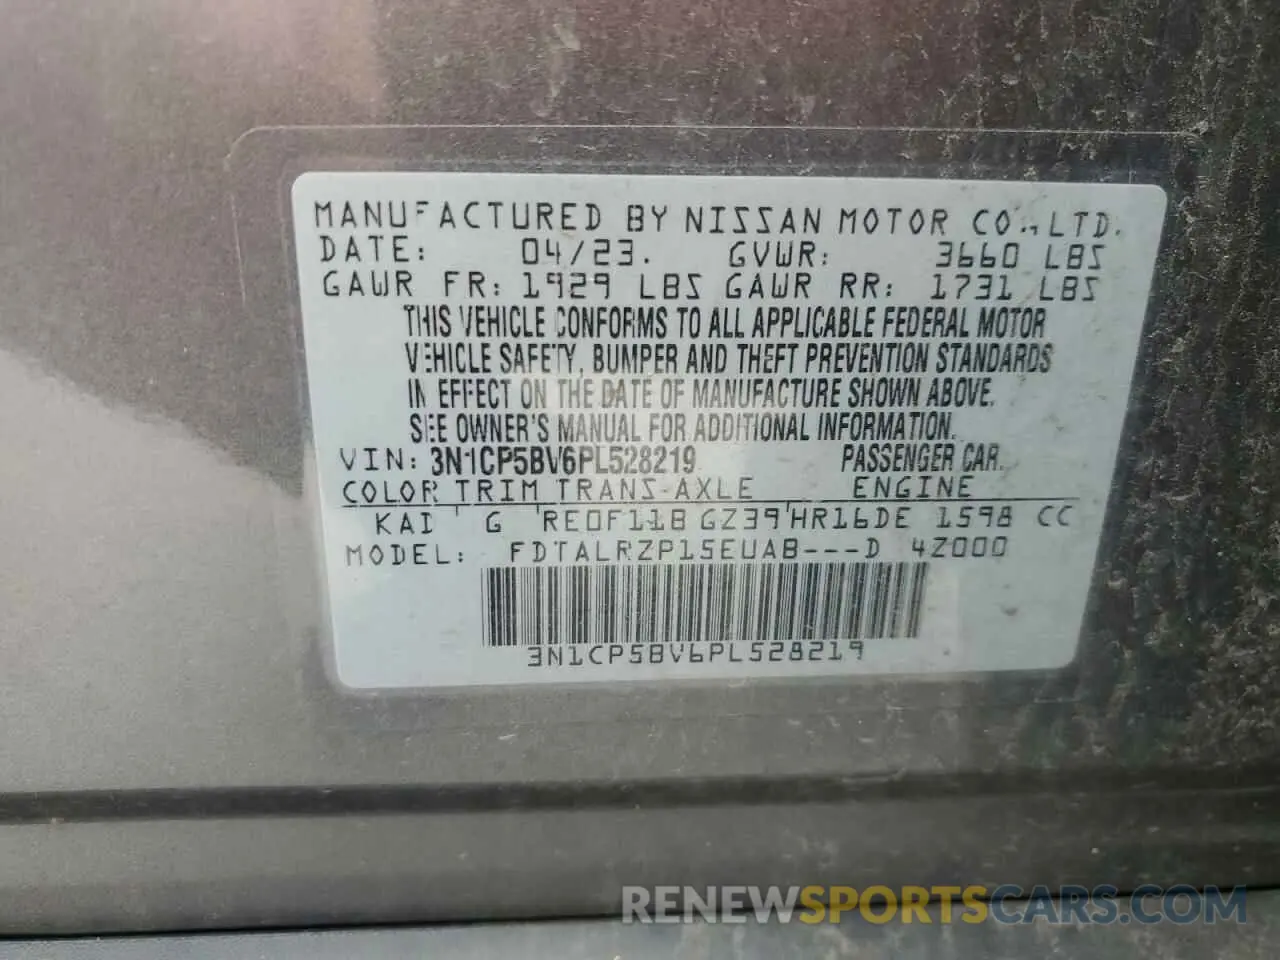 MANUFACTURED BY NISSAN MOTOR CO., LTD.
DATE: 04/23. GVWR: 3660 LBS
GAWR FR: 1929 LBS GAWR RR: 1731 LBS
THIS VEHICLE CONFORMS TO ALL APPLICABLE FEDERAL MOTOR
VEHICLE SAFETY, BUMPER AND THEFT PREVENTION STANDARDS
IN EFFECT ON THE DATE OF MANUFACTURE SHOWN ABOVE.
SEE OWNER'S MANUAL FOR ADDITIONAL INFORMATION.
VIN: 3N1CP5BV6PL528219 PASSENGER CAR.
COLOR TRIM TRANS-AXLE ENGINE
KAD G RE0F11B GZ39 HR16DE 1598 CC
MODEL: FDTALRZP15EUAB---D 4Z000
3N1CP5BV6PL528219
RENEWSPORTSCARS.COM